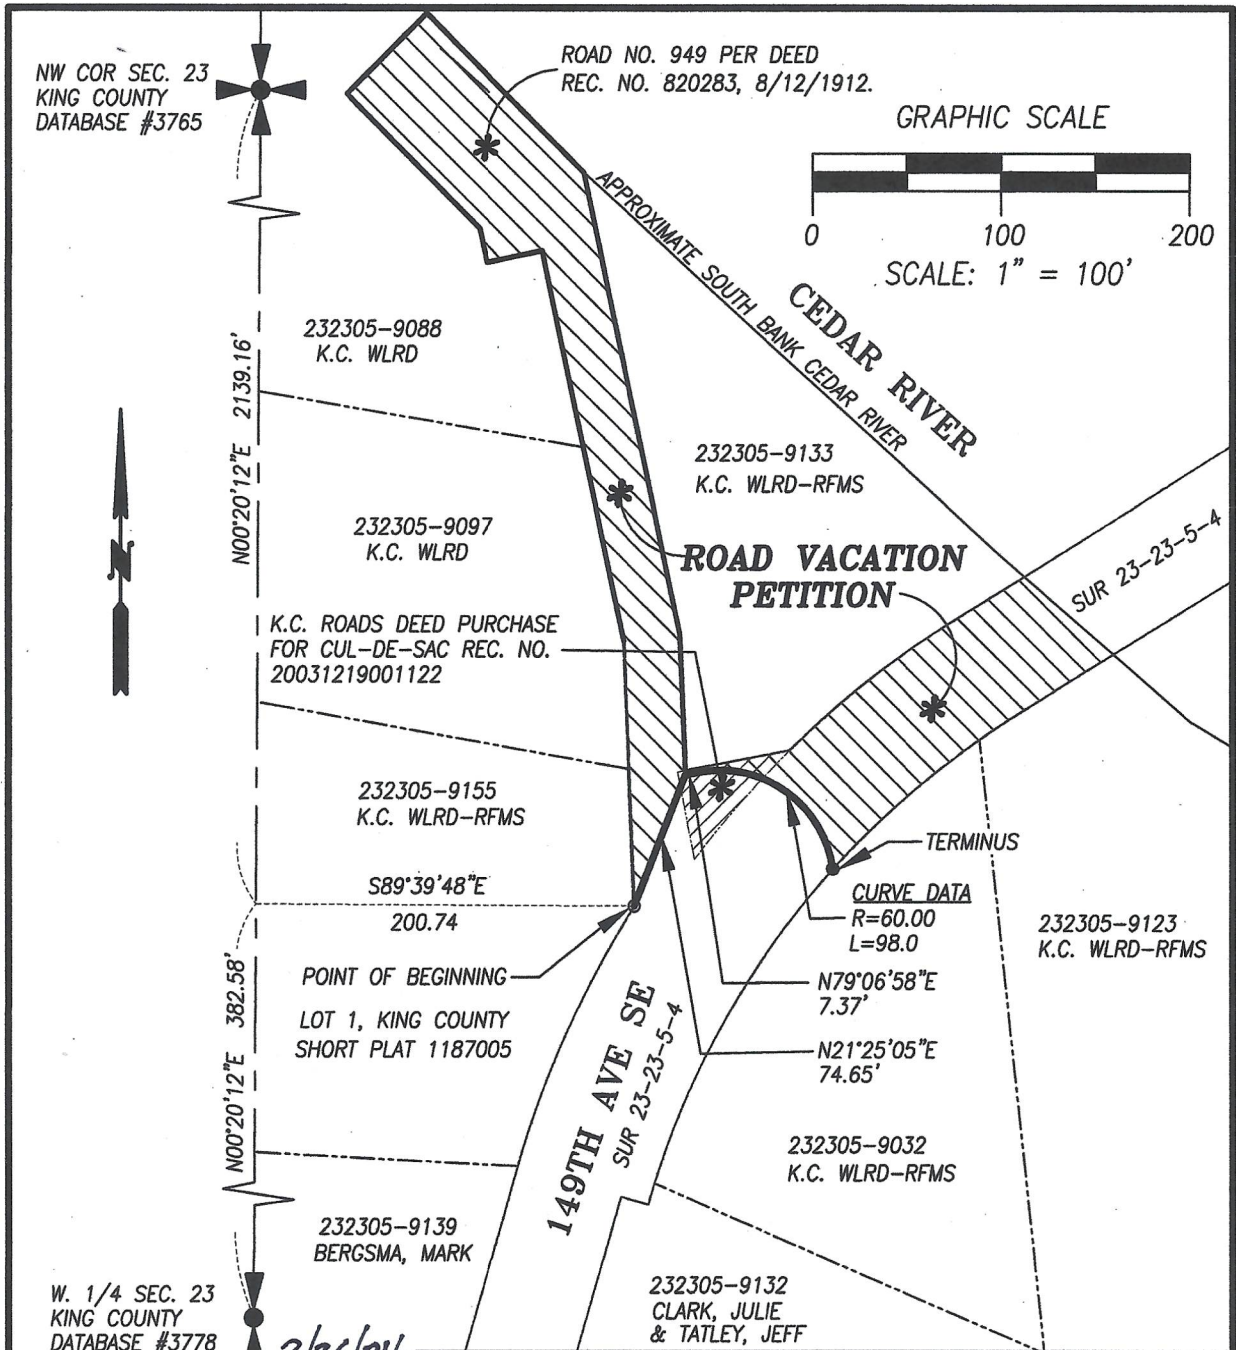 NW COR SEC. 23
KING COUNTY
DATABASE #3765
ROAD NO. 949 PER DEED
REC. NO. 820283, 8/12/1912.
GRAPHIC SCALE
0 100 200
SCALE: 1" = 100'
APPROXIMATE SOUTH BANK CEDAR RIVER
CEDAR RIVER
232305-9088
K.C. WLRD
N00°20'12"E 2139.16'
232305-9133
K.C. WLRD-RFMS
232305-9097
K.C. WLRD
N
ROAD VACATION
PETITION
SUR 23-23-5-4
K.C. ROADS DEED PURCHASE
FOR CUL-DE-SAC REC. NO.
20031219001122
232305-9155
K.C. WLRD-RFMS
TERMINUS
S89°39'48"E
200.74
CURVE DATA
R=60.00
L=98.0
232305-9123
K.C. WLRD-RFMS
POINT OF BEGINNING
N79°06'58"E
7.37'
LOT 1, KING COUNTY
SHORT PLAT 1187005
N21°25'05"E
74.65'
N00°20'12"E 382.58'
149TH AVE SE
SUR 23-23-5-4
232305-9032
K.C. WLRD-RFMS
232305-9139
BERGSMA, MARK
232305-9132
CLARK, JULIE
& TATLEY, JEFF
W. 1/4 SEC. 23
KING COUNTY
DATABASE #3778